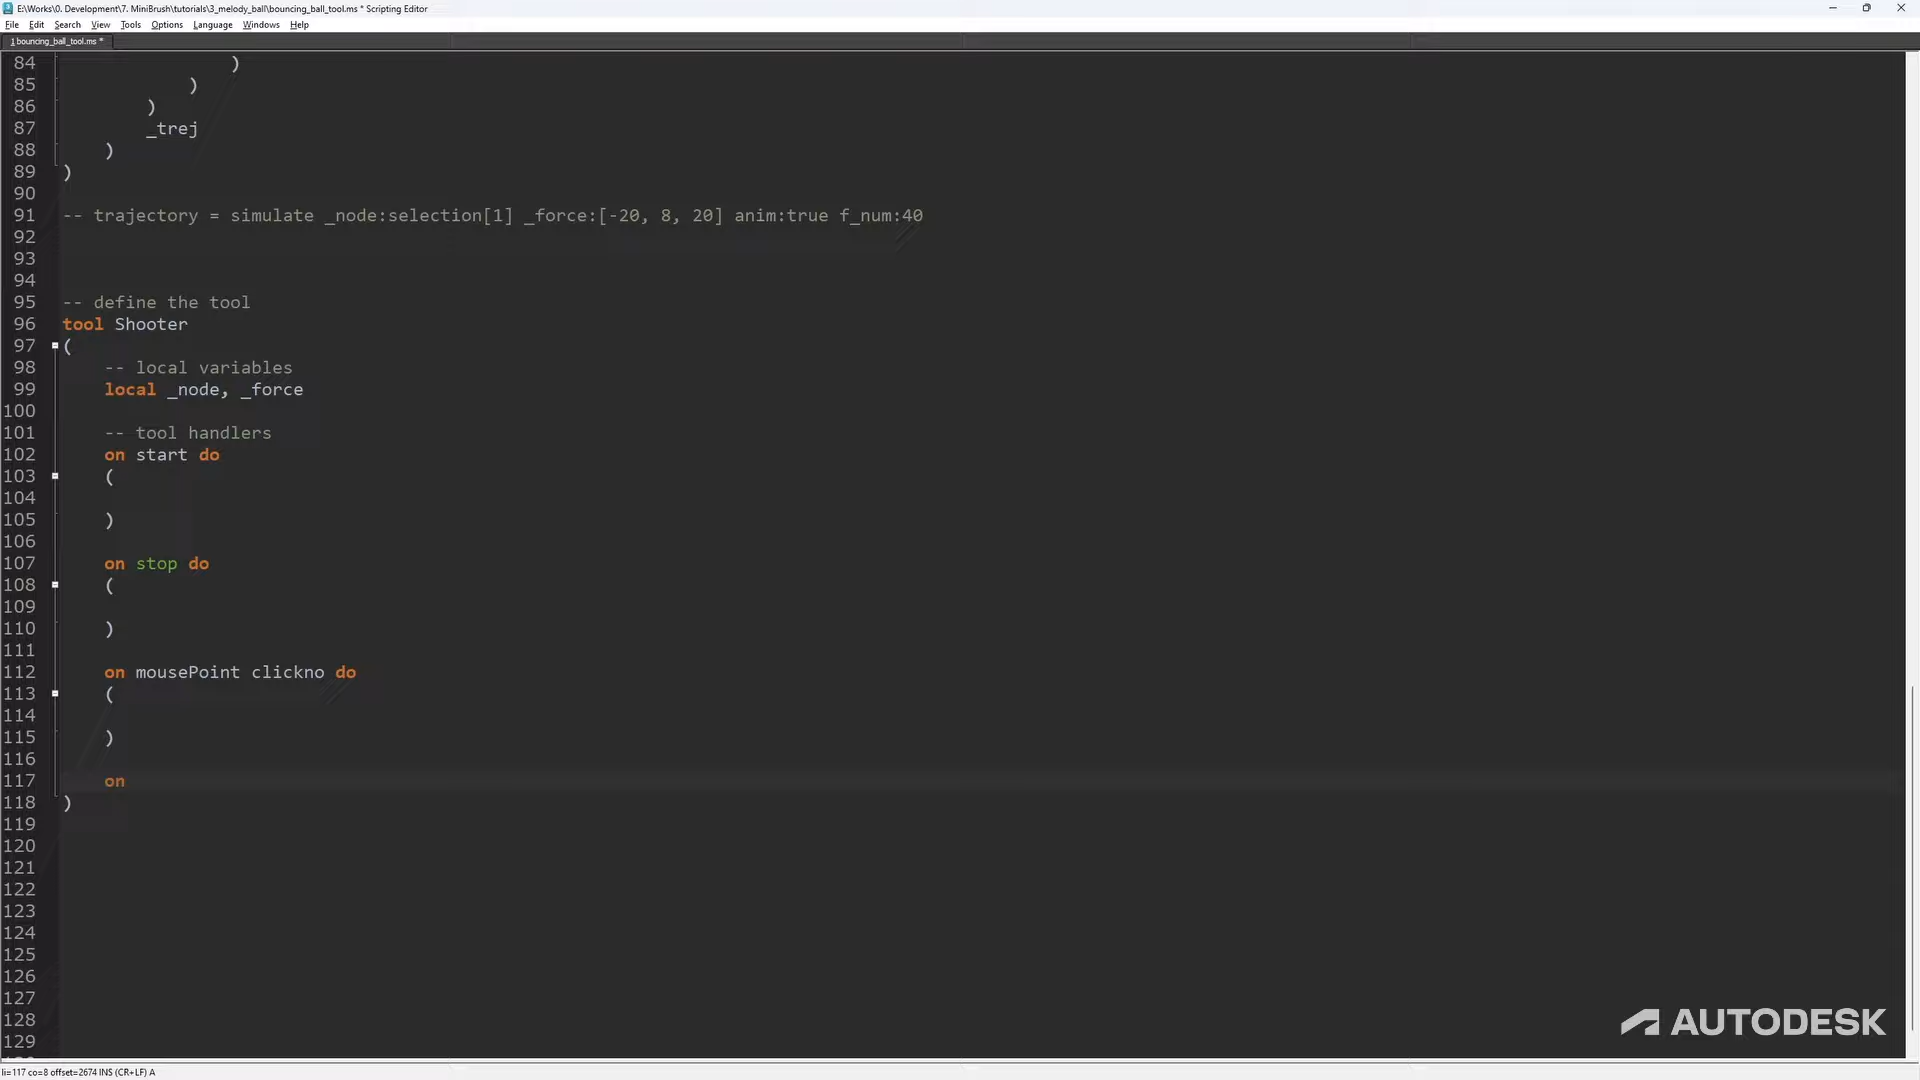 E:\Works\0. Development\7. MiniBrush\tutorials\3_melody_ball\bouncing_ball_tool.ms * Scripting Editor
File Edit Search View Tools Options Language Windows Help
1 bouncing_ball_tool.ms *
84 )
85 )
86 )
87 _trej
88 )
89 )
90
91 -- trajectory = simulate _node:selection[1] _force:[-20, 8, 20] anim:true f_num:40
92
93
94
95 -- define the tool
96 tool Shooter
97 (
98 -- local variables
99 local _node, _force
100
101 -- tool handlers
102 on start do
103 (
104
105 )
106
107 on stop do
108 (
109
110 )
111
112 on mousePoint clickno do
113 (
114
115 )
116
117 on
118 )
119
120
121
122
123
124
125
126
127
128
129
AUTODESK
li=117 co=8 offset=2674 INS (CR+LF) A